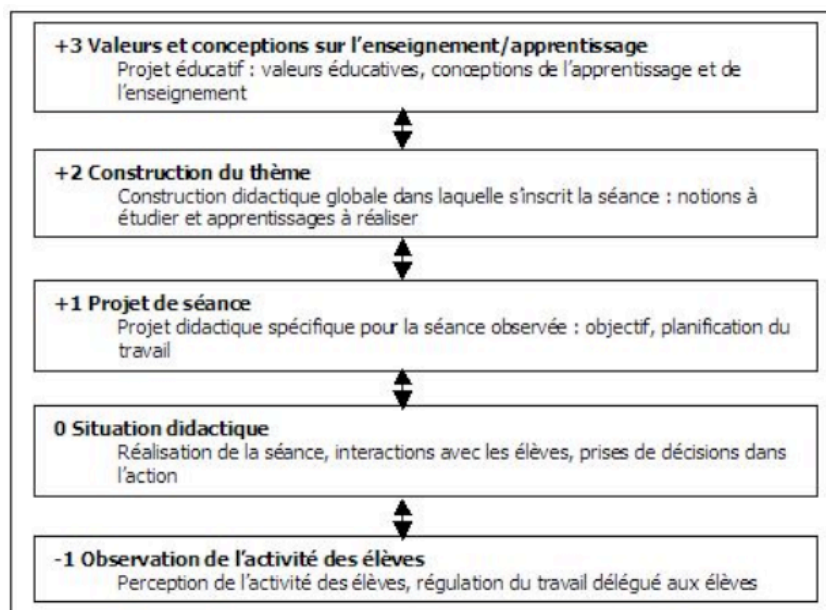 +3 Valeurs et conceptions sur l'enseignement/apprentissage
Projet éducatif : valeurs éducatives, conceptions de l'apprentissage et de
l'enseignement
+2 Construction du thème
Construction didactique globale dans laquelle s'inscrit la séance : notions à
étudier et apprentissages à réaliser
+1 Projet de séance
Projet didactique spécifique pour la séance observée : objectif, planification du
travail
0 Situation didactique
Réalisation de la séance, interactions avec les élèves, prises de décisions dans
l'action
-1 Observation de l'activité des élèves
Perception de l'activité des élèves, régulation du travail délégué aux élèves